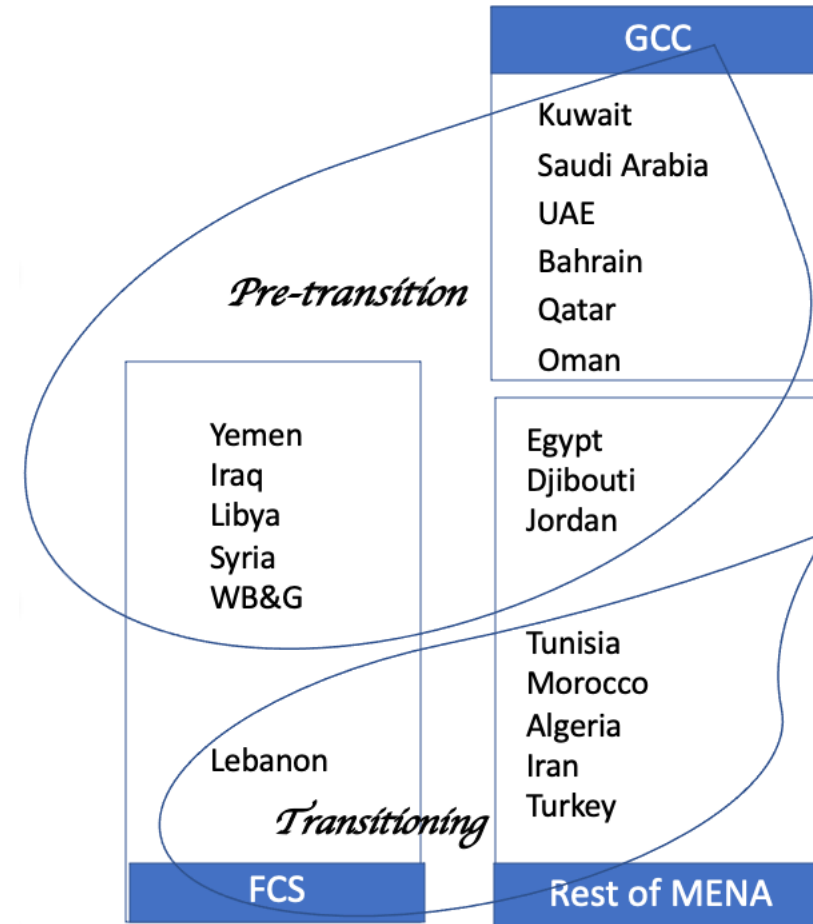 GCC
Kuwait
Saudi Arabia
UAE
Bahrain
Qatar
Oman
Pre-transition
Yemen
Iraq
Libya
Syria
WB&G
Lebanon
Egypt
Djibouti
Jordan
Tunisia
Morocco
Algeria
Iran
Turkey
Transitioning
FCS
Rest of MENA